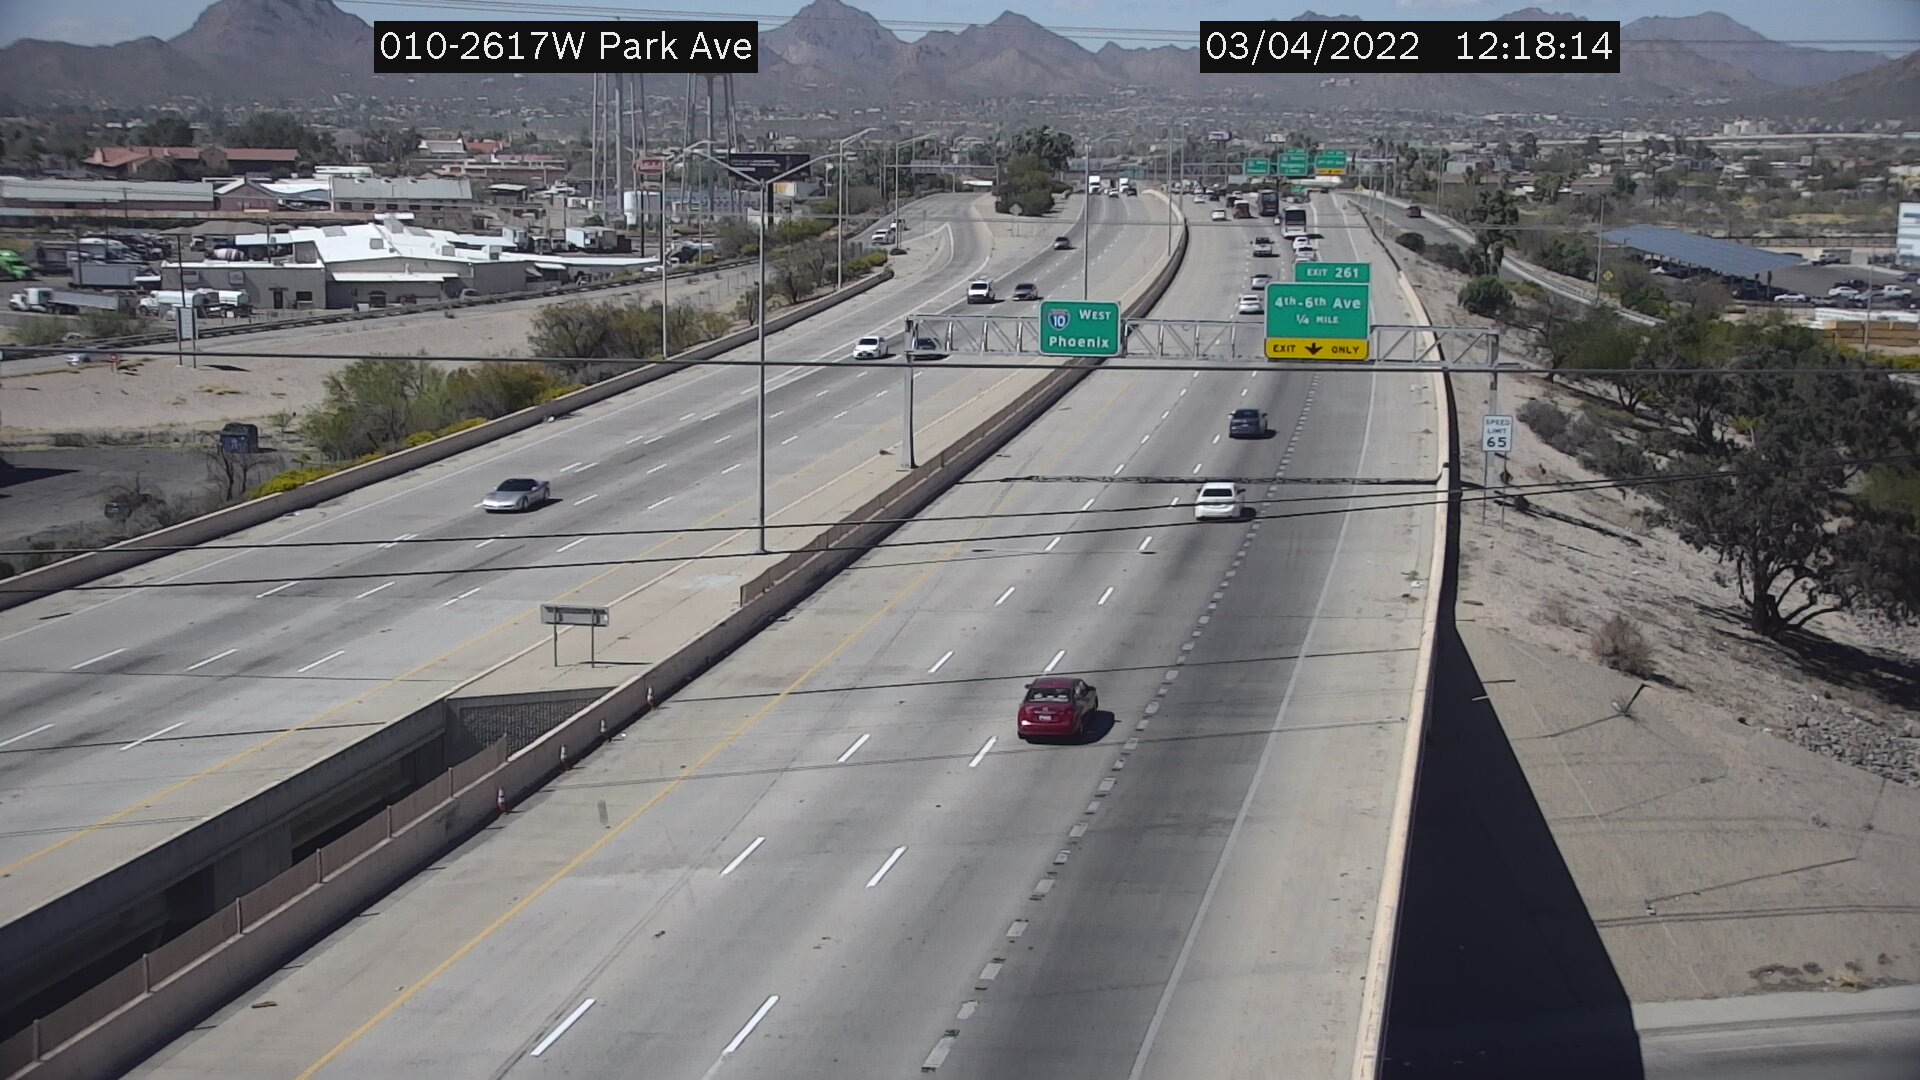 010-2617W Park Ave
03/04/2022 12:18:14
EXIT 261
4th-6th Ave
1/4 MILE
EXIT ONLY
10 WEST
Phoenix
SPEED
LIMIT
65